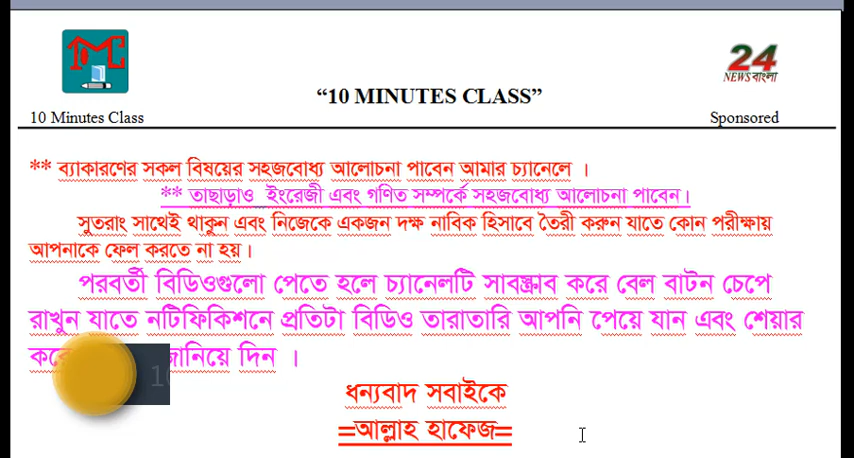 24
NEWS বাংলা
“10 MINUTES CLASS”
10 Minutes Class
Sponsored
** ব্যাকারণের সকল বিষয়ের সহজবোধ্য আলোচনা পাবেন আমার চ্যানেলে ।
** তাছাড়াও ইংরেজী এবং গণিত সম্পর্কে সহজবোধ্য আলোচনা পাবেন।
সুতরাং সাথেই থাকুন এবং নিজেকে একজন দক্ষ নাবিক হিসাবে তৈরী করুন যাতে কোন পরীক্ষায়
আপনাকে ফেল করতে না হয়।
পরবর্তী বিডিওগুলো পেতে হলে চ্যানেলটি সাবস্ক্রাব করে বেল বাটন চেপে
রাখুন যাতে নটিফিকিশনে প্রতিটা বিডিও তারাতারি আপনি পেয়ে যান এবং শেয়ার
জানিয়ে দিন ।
ধন্যবাদ সবাইকে
=আল্লাহ হাফেজ=